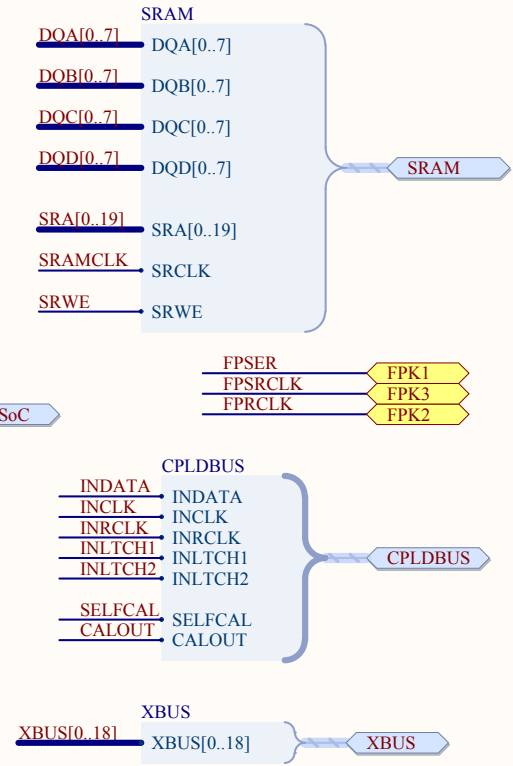 SRAM
DQA[0..7] DQA[0..7]
DQB[0..7] DQB[0..7]
DQC[0..7] DQC[0..7]
DQD[0..7] DQD[0..7]
SRAM
SRA[0..19] SRA[0..19]
SRAMCLK SRCLK
SRWE SRWE
FPSER FPK1
FPSRCLK FPK3
FPRCLK FPK2
SoC
CPLDBUS
INDATA INDATA
INCLK INCLK
INRCLK INRCLK
INLTCH1 INLTCH1
INLTCH2 INLTCH2
CPLDBUS
SELFCAL SELFCAL
CALOUT CALOUT
XBUS
XBUS[0..18] XBUS[0..18] XBUS